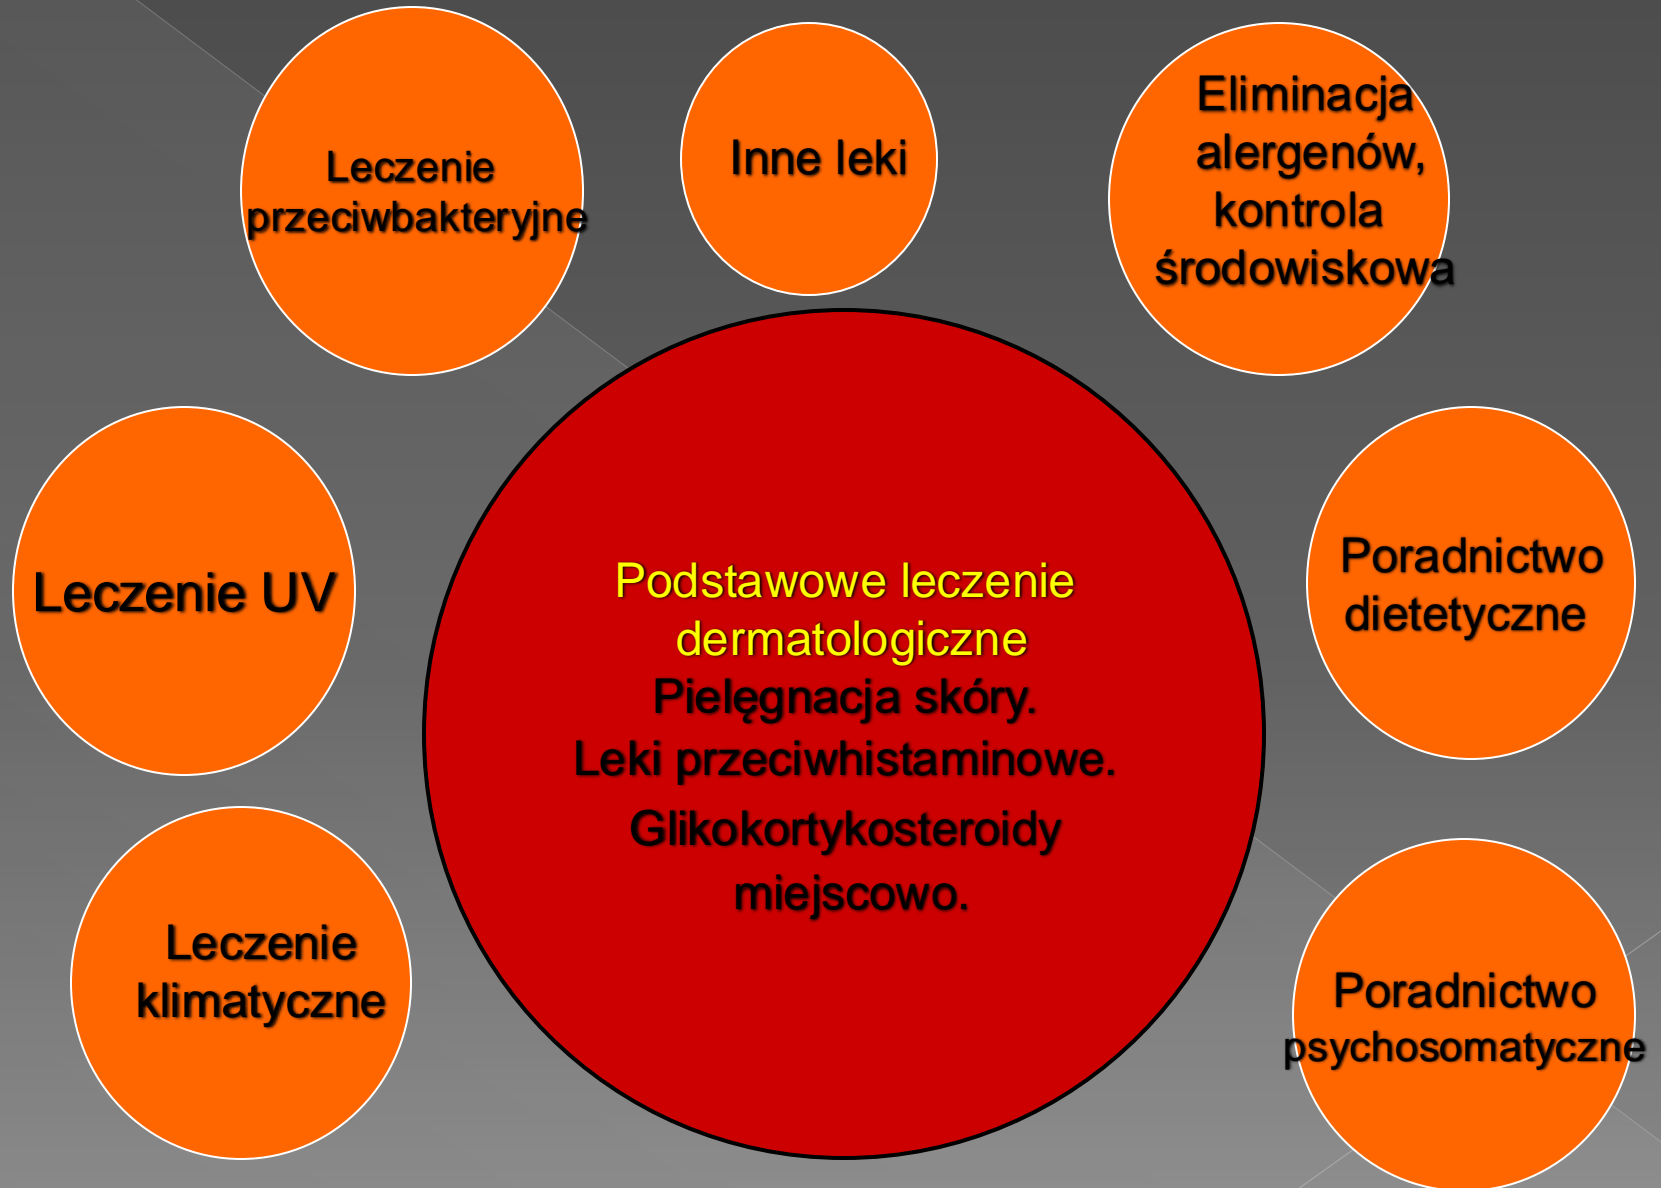 Leczenie
przeciwbakteryjne
Inne leki
Eliminacja
alergenów,
kontrola
środowiskowa
Leczenie UV
Podstawowe leczenie
dermatologiczne
Pielęgnacja skóry.
Leki przeciwhistaminowe.
Glikokortykosteroidy
miejscowo.
Poradnictwo
dietetyczne
Leczenie
klimatyczne
Poradnictwo
psychosomatyczne